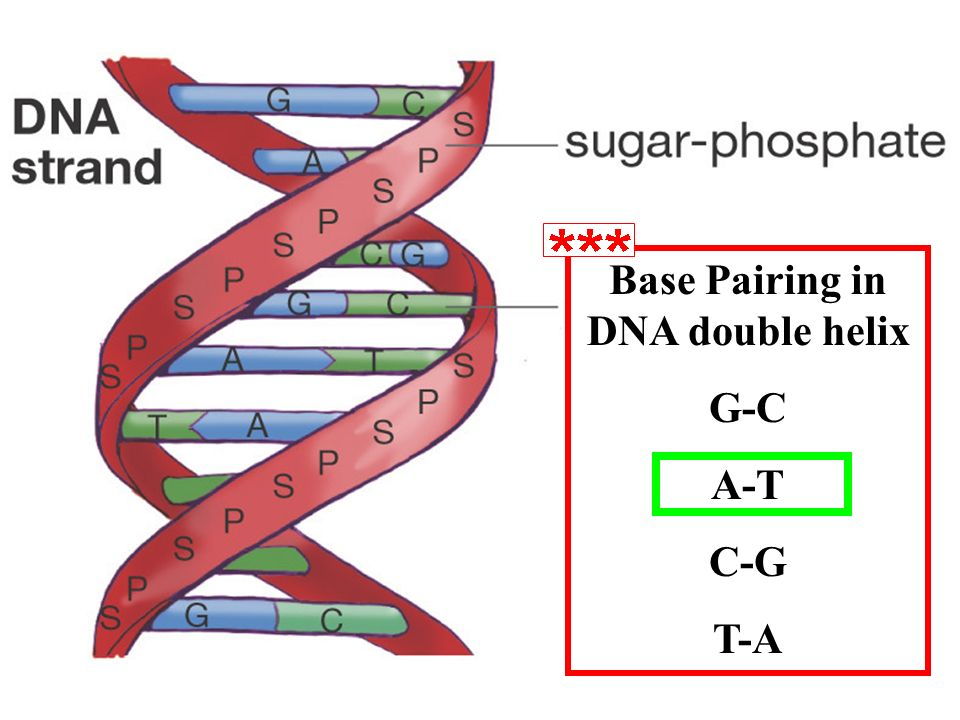 DNA
strand
G C
S
sugar-phosphate
A P
S
P
S
C G
P
G C
S
P
A T S
S
P
T A S
P
S
P
S
P
S G C
***
Base Pairing in
DNA double helix
G-C
A-T
C-G
T-A